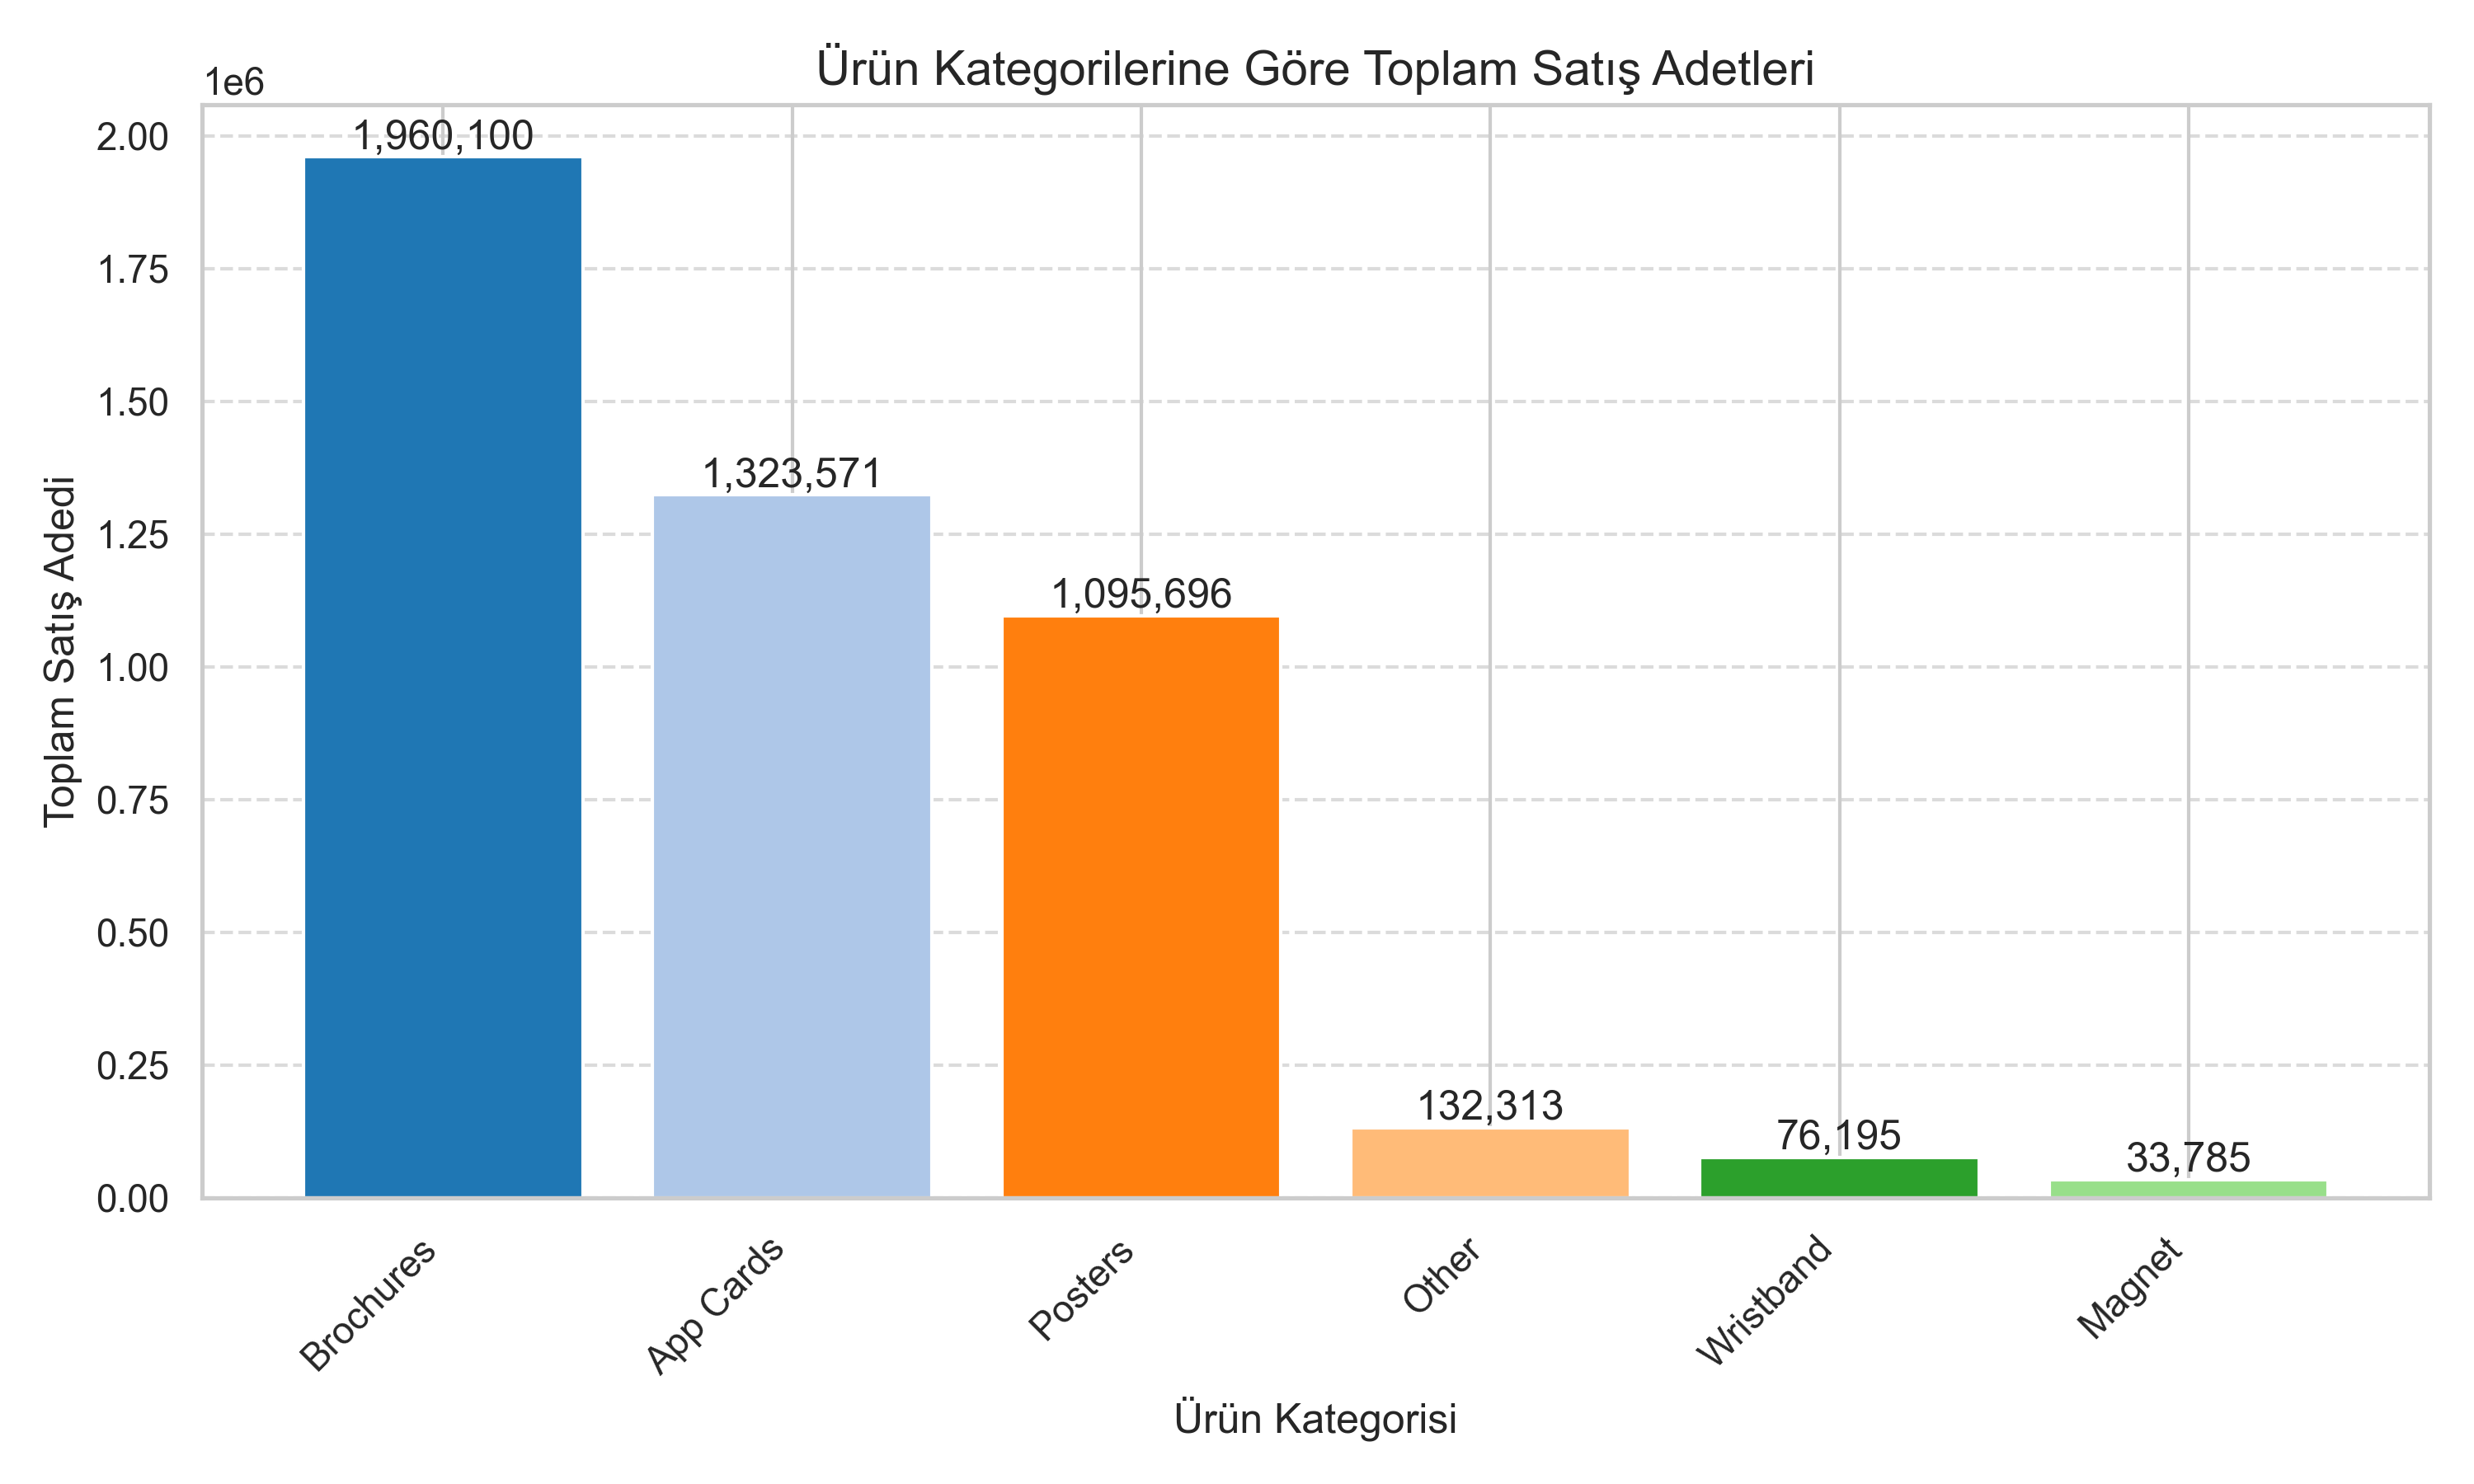 Ürün Kategorilerine Göre Toplam Satış Adetleri
1e6
2.00
1.75
1.50
1.25
1.00
0.75
0.50
0.25
0.00
Toplam Satış Adedi
1,960,100
1,323,571
1,095,696
132,313
76,195
33,785
Brochures
App Cards
Posters
Other
Wristband
Magnet
Ürün Kategorisi